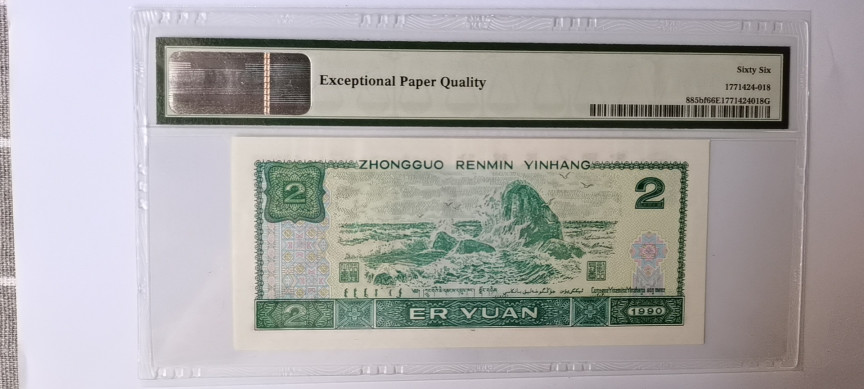 Exceptional Paper Quality
Sixty Six
1771424-018
885bf66E1771424018G
ZHONGGUO RENMIN YINHANG
2
2
2
ER YUAN
1990